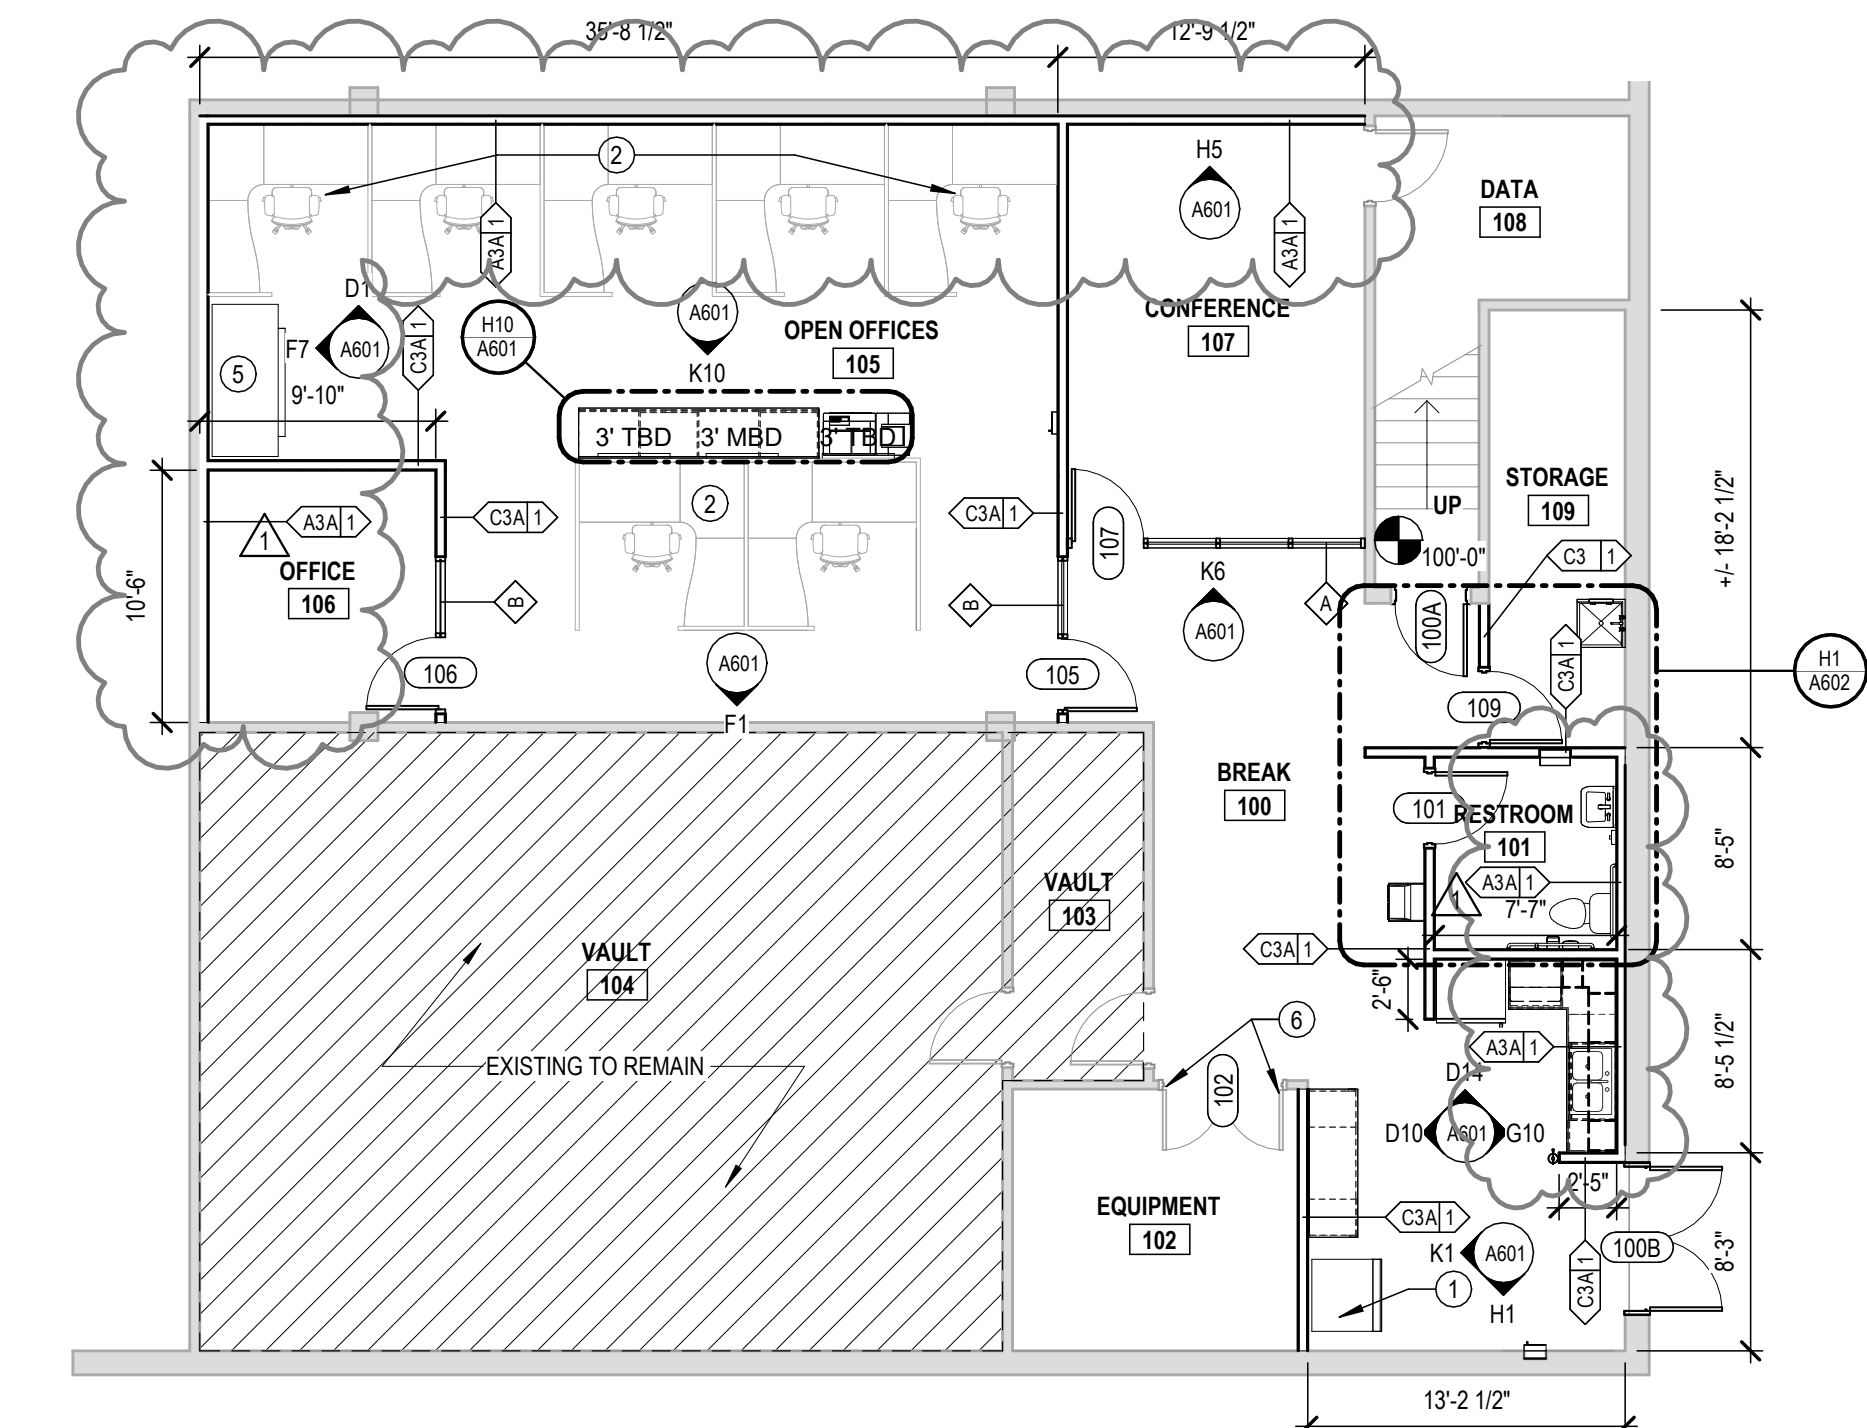 35'-8 1/2"
12'-9 1/2"
2
H5
A601
DATA
108
A3A 1
A3A 1
D1
A601
F7
C3A 1
H10
A601
A601
K10
OPEN OFFICES
105
CONFERENCE
107
5
9'-10"
3' TBD
3' MBD
3' TBD
2
UP
STORAGE
109
+/- 18'-2 1/2"
A3A 1
1
C3A 1
C3A 1
107
100'-0"
C3 1
OFFICE
106
10'-6"
B
B
K6
A601
A
100A
C3A 1
H1
A602
106
A601
F1
105
109
BREAK
100
101
RESTROOM
101
8'-5"
VAULT
103
A3A 1
1
7'-7"
VAULT
104
C3A 1
2'-6"
6
EXISTING TO REMAIN
102
A3A 1
8'-5 1/2"
D14
D10
A601
G10
2'-5"
EQUIPMENT
102
C3A 1
K1
A601
H1
1
C3A 1
100B
8'-3"
13'-2 1/2"